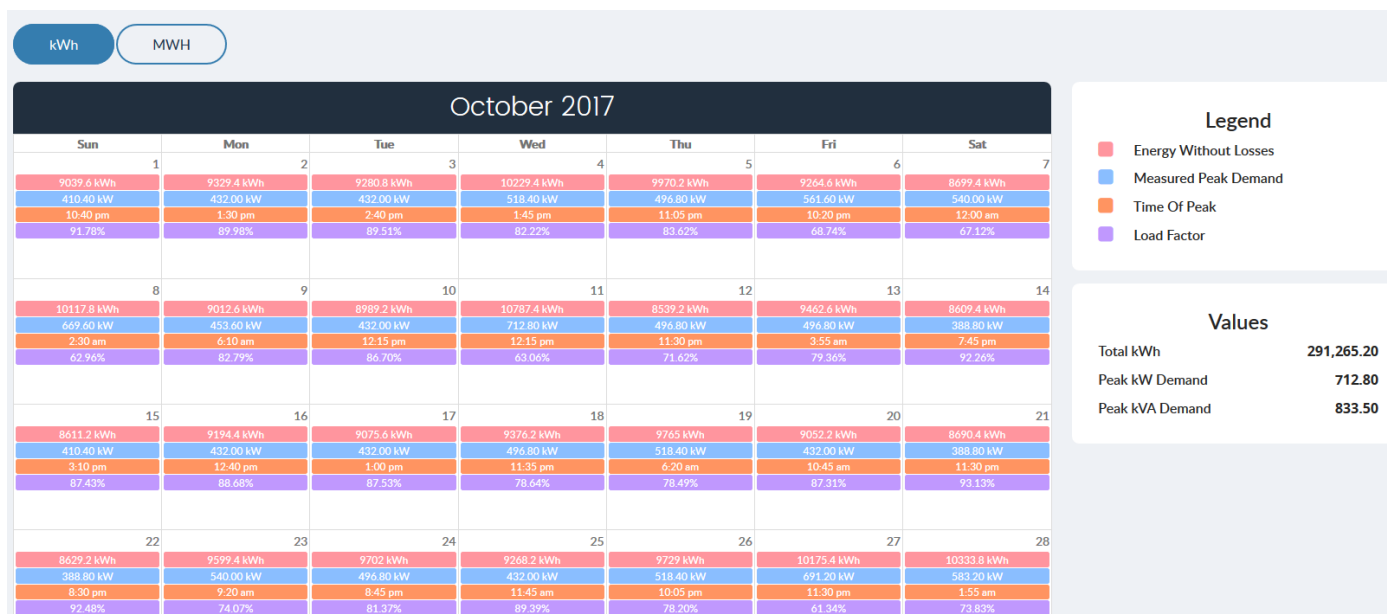 kWh MWH
October 2017
Legend
Sun Mon Tue Wed Thu Fri Sat
Energy Without Losses
Measured Peak Demand
Time Of Peak
Load Factor
1 2 3 4 5 6 7
9039.6 kWh 9329.4 kWh 9280.8 kWh 10229.4 kWh 9970.2 kWh 9264.6 kWh 8699.4 kWh
410.40 kW 432.00 kW 432.00 kW 518.40 kW 496.80 kW 561.60 kW 540.00 kW
10:40 pm 1:30 pm 2:40 pm 1:45 pm 11:05 pm 10:20 pm 12:00 am
91.78% 89.98% 89.51% 82.22% 83.62% 68.74% 67.12%
8 9 10 11 12 13 14
10117.8 kWh 9012.6 kWh 8989.2 kWh 10787.4 kWh 8539.2 kWh 9462.6 kWh 8609.4 kWh
669.60 kW 453.60 kW 432.00 kW 712.80 kW 496.80 kW 496.80 kW 388.80 kW
2:30 am 6:10 am 12:15 pm 12:15 pm 11:30 pm 3:55 am 7:45 pm
62.96% 82.79% 86.70% 63.06% 71.62% 79.36% 92.26%
Values
Total kWh 291,265.20
Peak kW Demand 712.80
Peak kVA Demand 833.50
15 16 17 18 19 20 21
8611.2 kWh 9194.4 kWh 9075.6 kWh 9376.2 kWh 9765 kWh 9052.2 kWh 8690.4 kWh
410.40 kW 432.00 kW 432.00 kW 496.80 kW 518.40 kW 432.00 kW 388.80 kW
3:10 pm 12:40 pm 1:00 pm 11:35 pm 6:20 am 10:45 am 11:30 pm
87.43% 88.68% 87.53% 78.64% 78.49% 87.31% 93.13%
22 23 24 25 26 27 28
8629.2 kWh 9599.4 kWh 9702 kWh 9268.2 kWh 9729 kWh 10175.4 kWh 10333.8 kWh
388.80 kW 540.00 kW 496.80 kW 432.00 kW 518.40 kW 691.20 kW 583.20 kW
8:30 pm 9:20 am 8:45 pm 11:45 am 10:05 pm 11:30 pm 1:55 am
92.48% 74.07% 81.37% 89.39% 78.20% 61.34% 73.83%